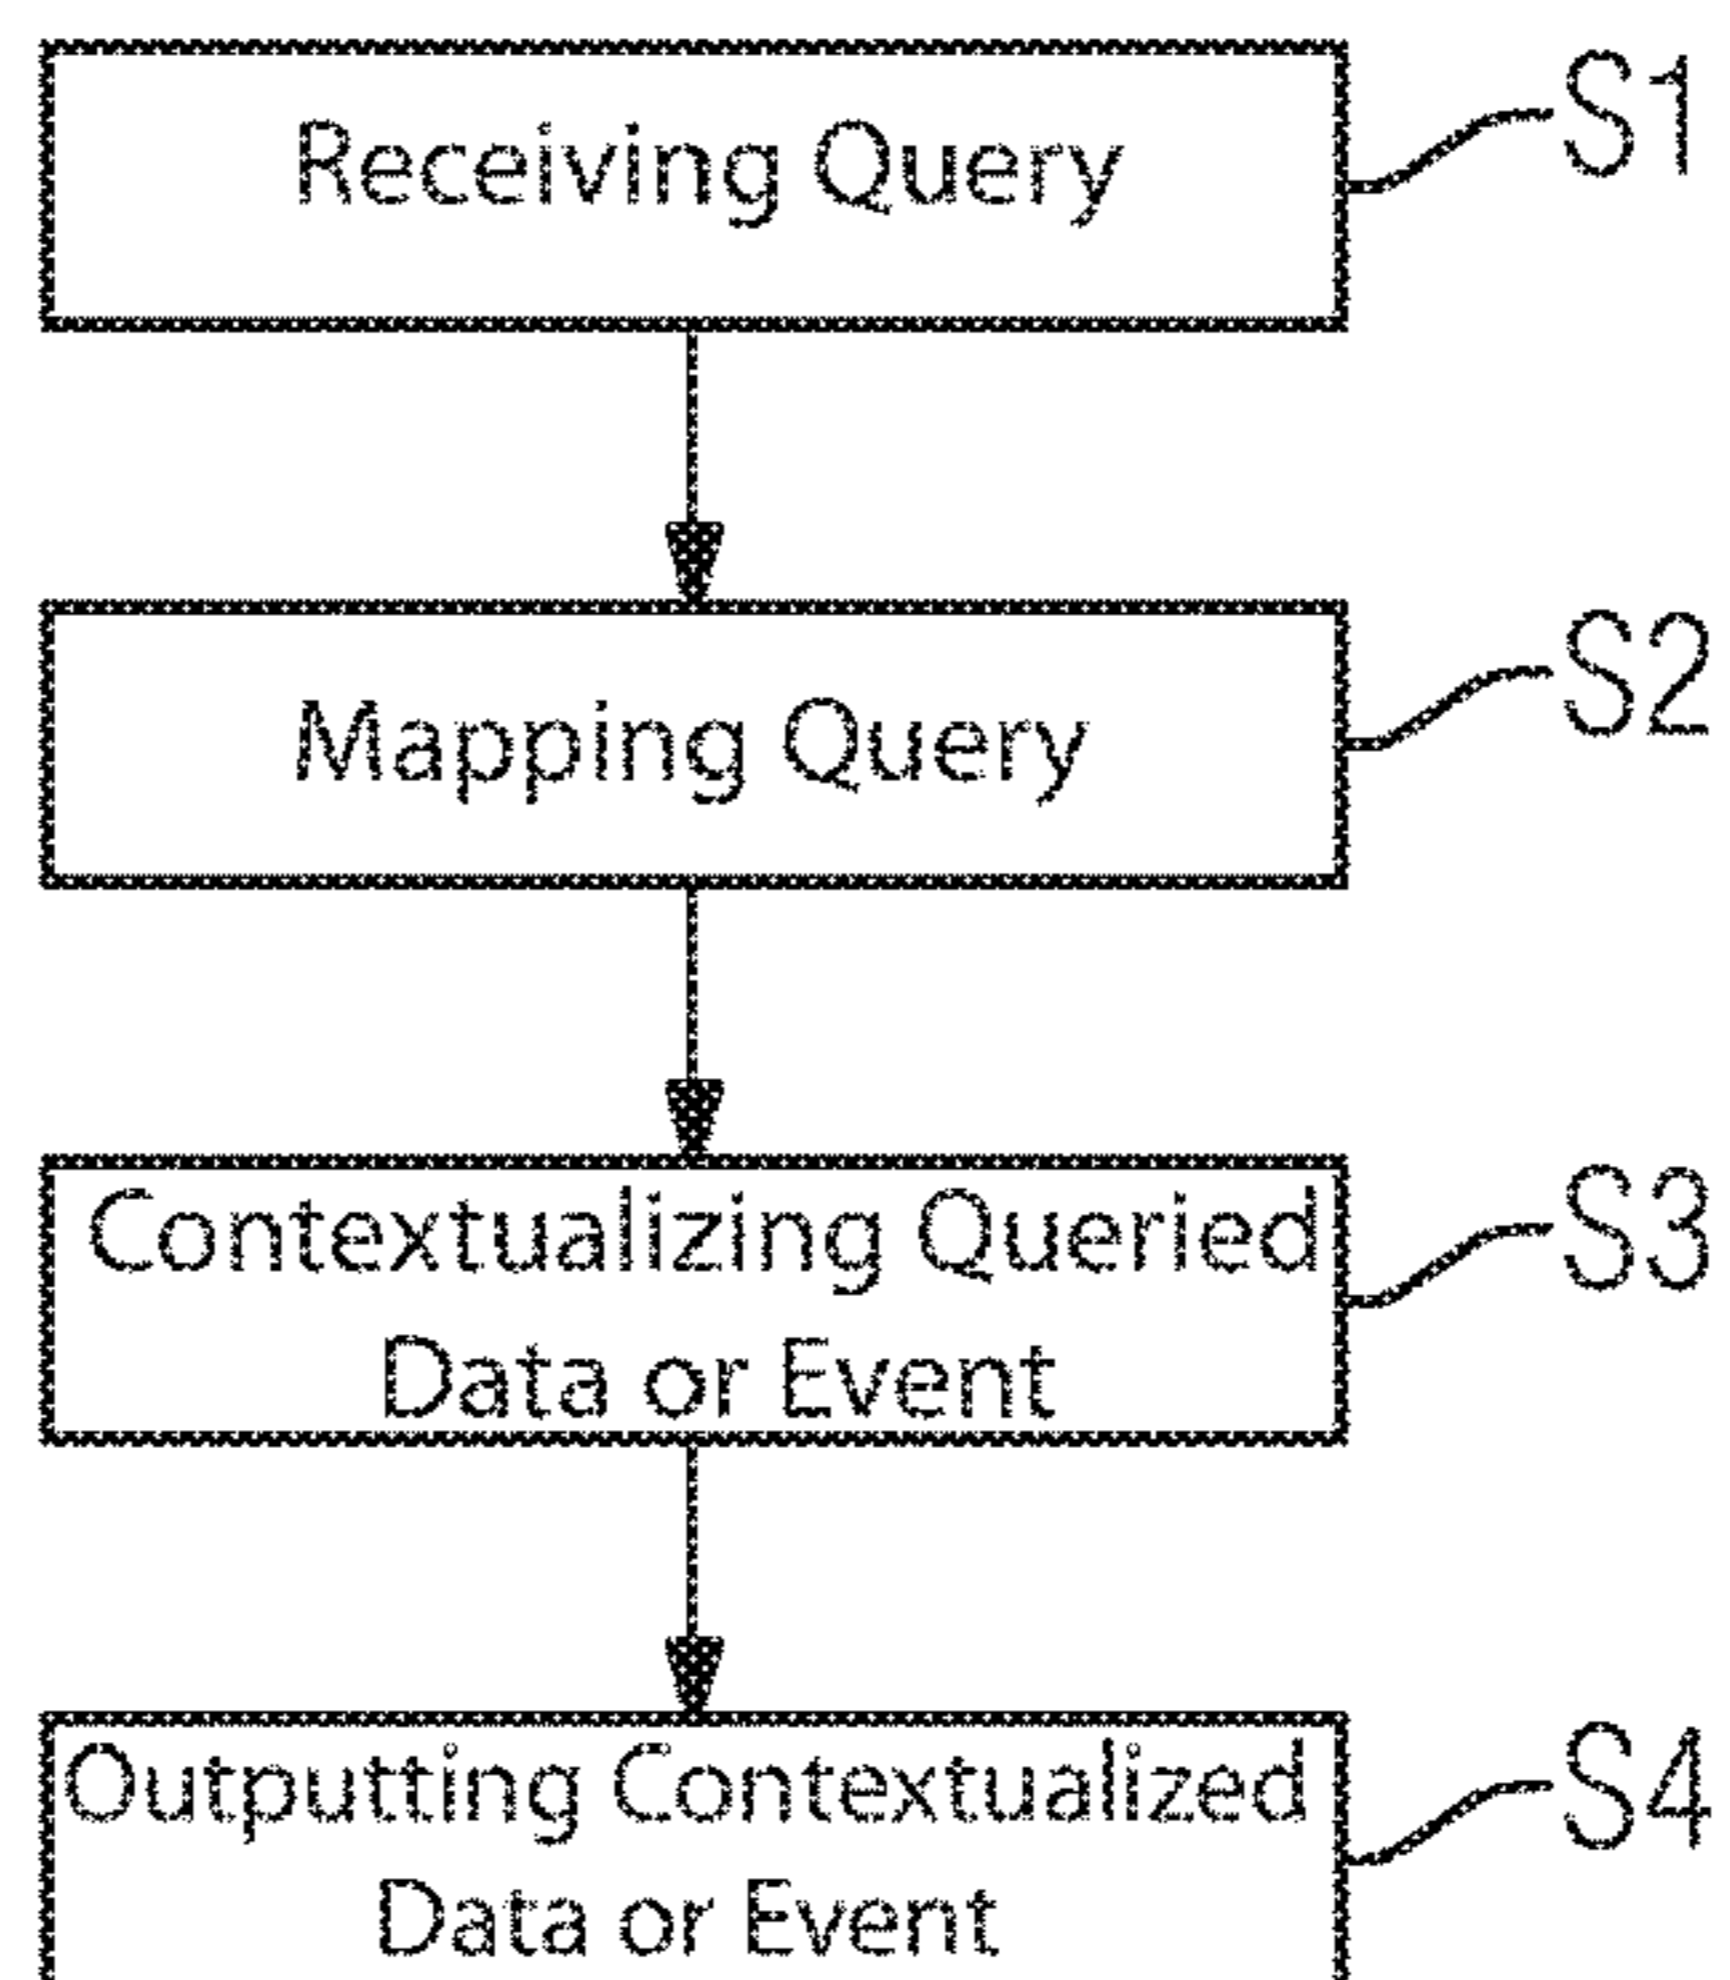 Receiving Query
S1
Mapping Query
S2
Contextualizing Queried
Data or Event
S3
Outputting Contextualized
Data or Event
S4